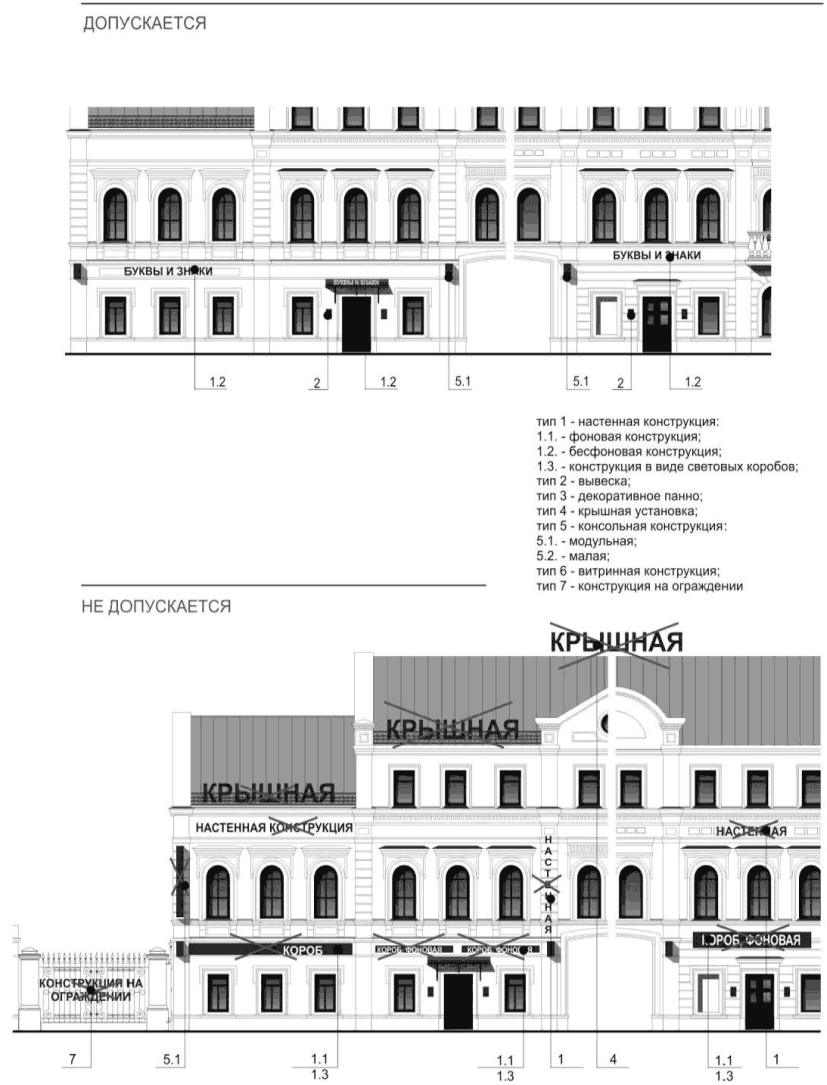 ДОПУСКАЕТСЯ
БУКВЫ И ЗНАКИ
БУКВЫ И ЗНАКИ
БУКВЫ И ЗНАКИ
1.2
2
1.2
5.1
5.1
2
1.2
тип 1 - настенная конструкция:
1.1. - фоновая конструкция;
1.2. - бесфоновая конструкция;
1.3. - конструкция в виде световых коробов;
тип 2 - вывеска;
тип 3 - декоративное панно;
тип 4 - крышная установка;
тип 5 - консольная конструкция:
5.1. - модульная;
5.2. - малая;
тип 6 - витринная конструкция;
тип 7 - конструкция на ограждении
НЕ ДОПУСКАЕТСЯ
КРЫШНАЯ
КРЫШНАЯ
КРЫШНАЯ
НАСТЕННАЯ КОНСТРУКЦИЯ
НАСТЕННАЯ
НАСТЕННАЯ
КОРОБ
КОРОБ, ФОНОВАЯ
КОРОБ, ФОНОВАЯ
КОРОБ, ФОНОВАЯ
КОНСТРУКЦИЯ НА
ОГРАЖДЕНИИ
7
5.1
1.1
1.3
1.1
1.3
1
4
1.1
1.3
1